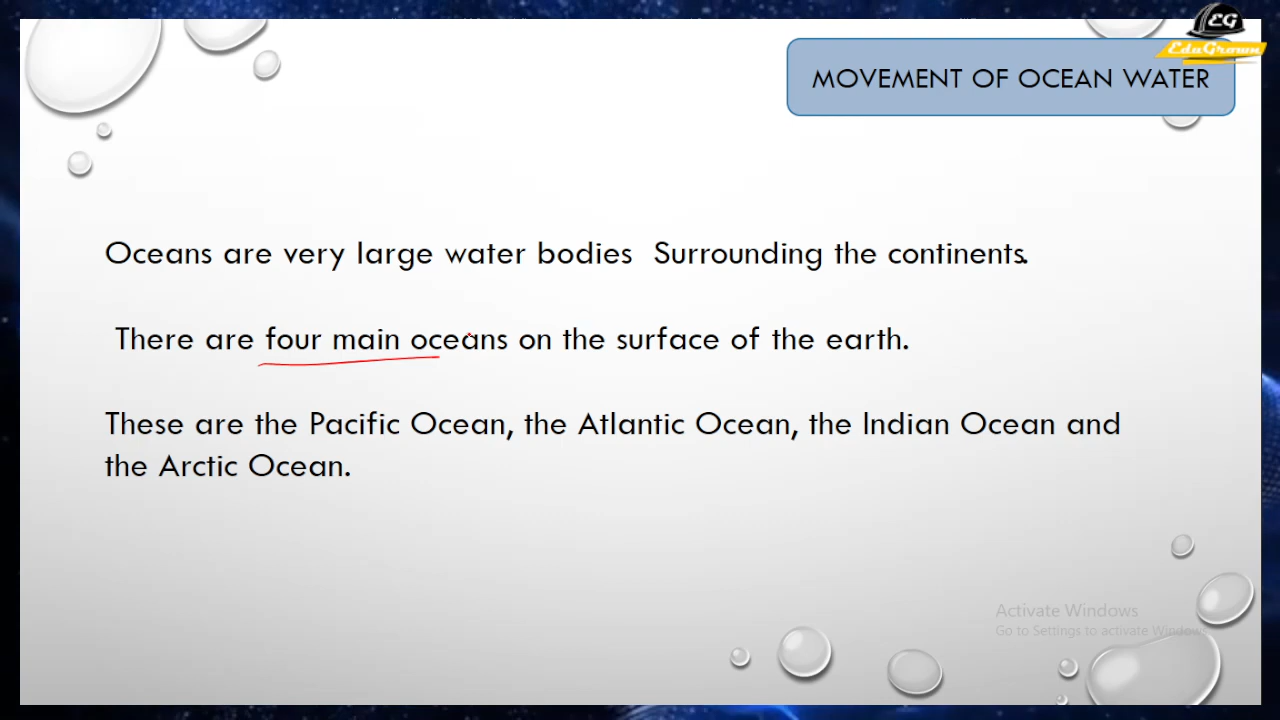 EG
EduGrown
MOVEMENT OF OCEAN WATER
Oceans are very large water bodies Surrounding the continents.
There are four main oceans on the surface of the earth.
These are the Pacific Ocean, the Atlantic Ocean, the Indian Ocean and
the Arctic Ocean.
Activate Windows
Go to Settings to activate Windows.